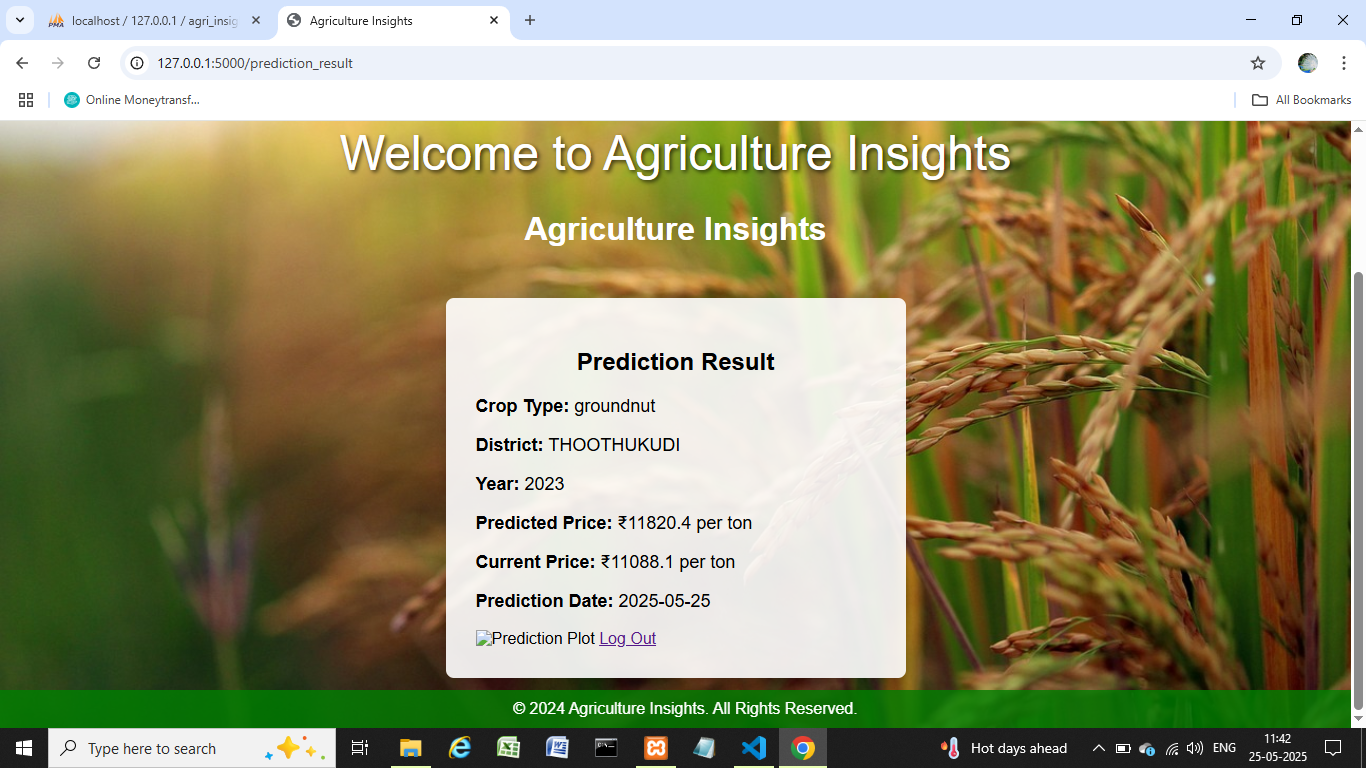 localhost / 127.0.0.1 / agri_insig
Agriculture Insights
127.0.0.1:5000/prediction_result
Online Moneytransf...
All Bookmarks
Welcome to Agriculture Insights
Agriculture Insights
Prediction Result
Crop Type: groundnut
District: THOOTHUKUDI
Year: 2023
Predicted Price: ₹11820.4 per ton
Current Price: ₹11088.1 per ton
Prediction Date: 2025-05-25
Prediction Plot Log Out
© 2024 Agriculture Insights. All Rights Reserved.
Type here to search
Hot days ahead
ENG
11:42
25-05-2025